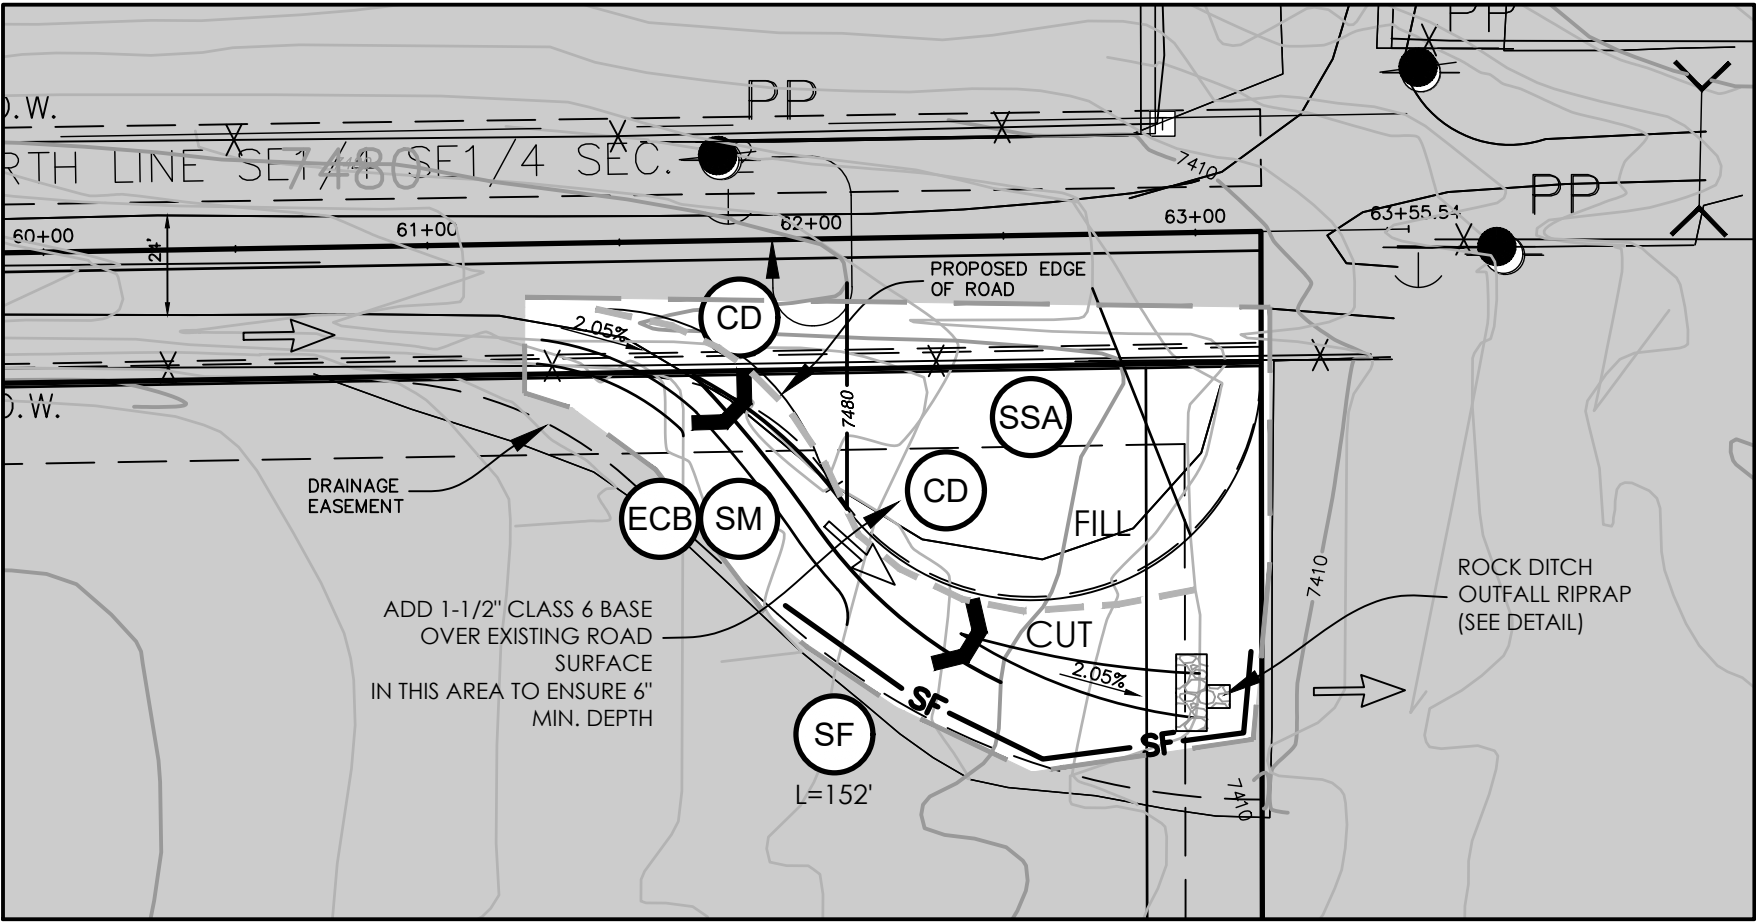 PP
PP
O.W.
RTH LINE SE1/4 SE1/4 SEC.
7480
7410
PP
60+00
61+00
62+00
63+00
63+55.54
24'
PROPOSED EDGE
OF ROAD
CD
2.05%
7480
O.W.
SSA
CD
DRAINAGE
EASEMENT
ECB
SM
FILL
ADD 1-1/2" CLASS 6 BASE
OVER EXISTING ROAD
SURFACE
IN THIS AREA TO ENSURE 6"
MIN. DEPTH
7410
ROCK DITCH
OUTFALL RIPRAP
(SEE DETAIL)
CUT
2.05%
SF
SF
SF
L=152'
7410